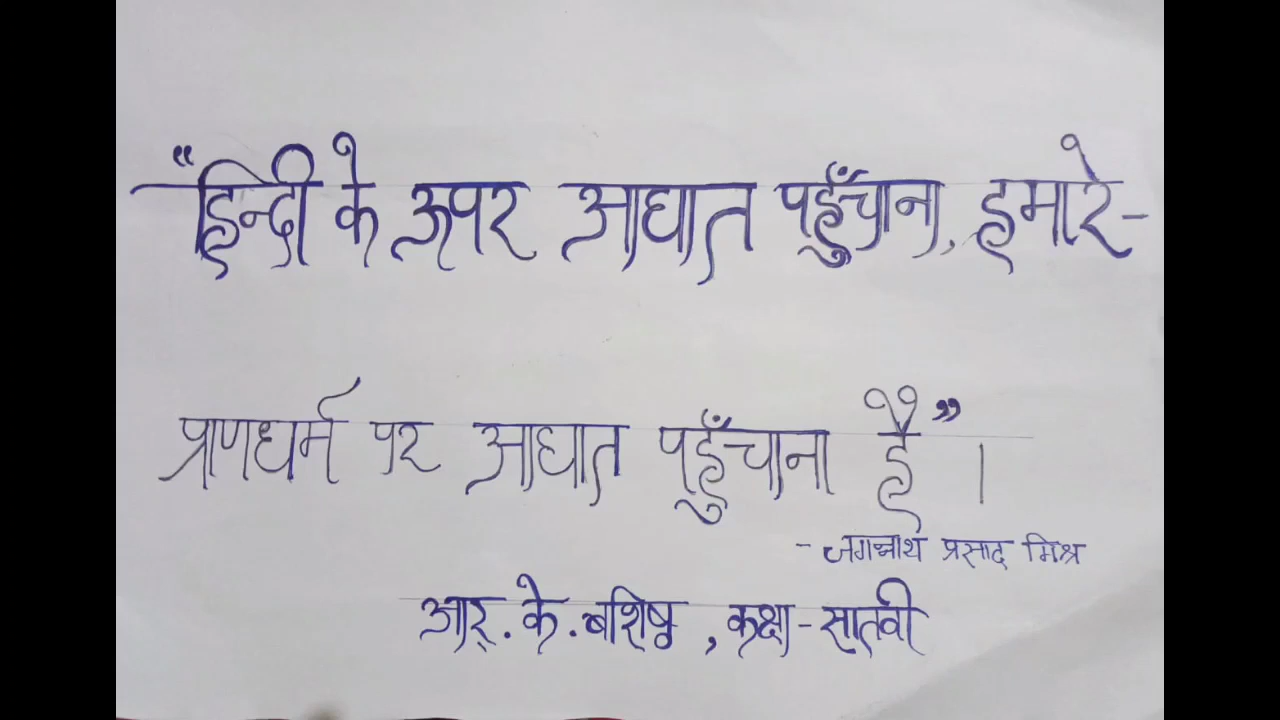 "हिन्दी के ऊपर आघात पहुँचाना, हमारे-
प्राणधर्म पर आघात पहुँचाना है"।
- जगन्नाथ प्रसाद मिश्र
आर्. के. बशिष्ठ, कक्षा-सातवी